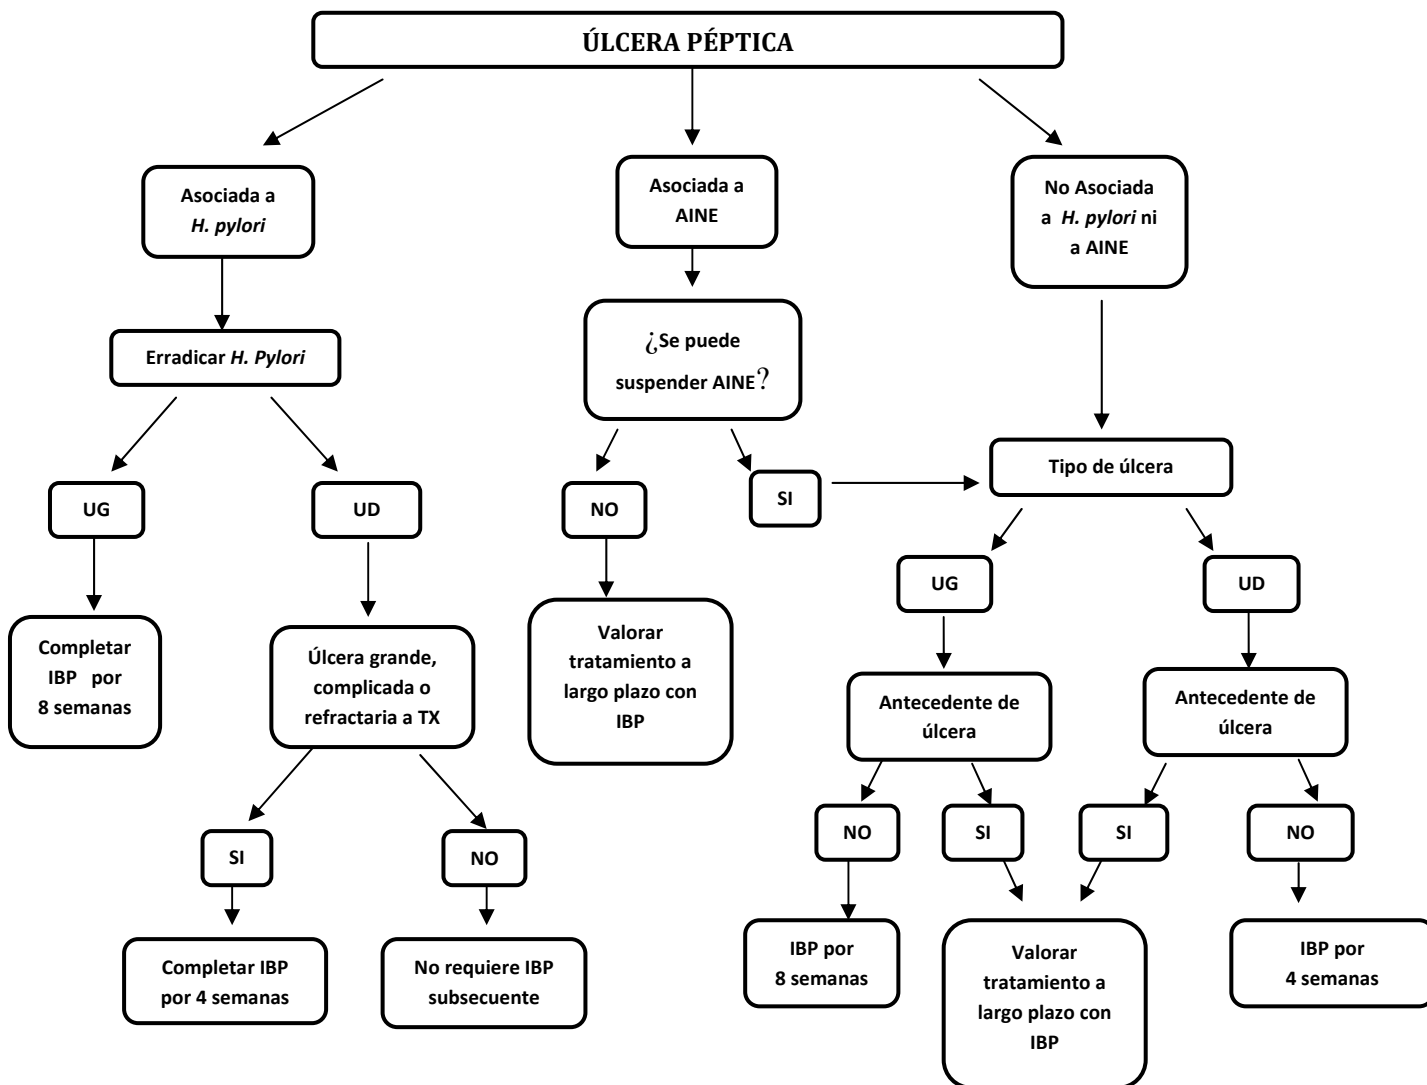 ÚLCERA PÉPTICA
Asociada a
H. pylori
Asociada a
AINE
No Asociada
a H. pylori ni
a AINE
Erradicar H. Pylori
¿Se puede
suspender AINE?
Tipo de úlcera
UG
UD
NO
SI
UG
UD
Completar
IBP por
8 semanas
Úlcera grande,
complicada o
refractaria a TX
Valorar
tratamiento a
largo plazo con
IBP
Antecedente de
úlcera
Antecedente de
úlcera
SI
NO
NO
SI
SI
NO
Completar IBP
por 4 semanas
No requiere IBP
subsecuente
IBP por
8 semanas
Valorar
tratamiento a
largo plazo con
IBP
IBP por
4 semanas